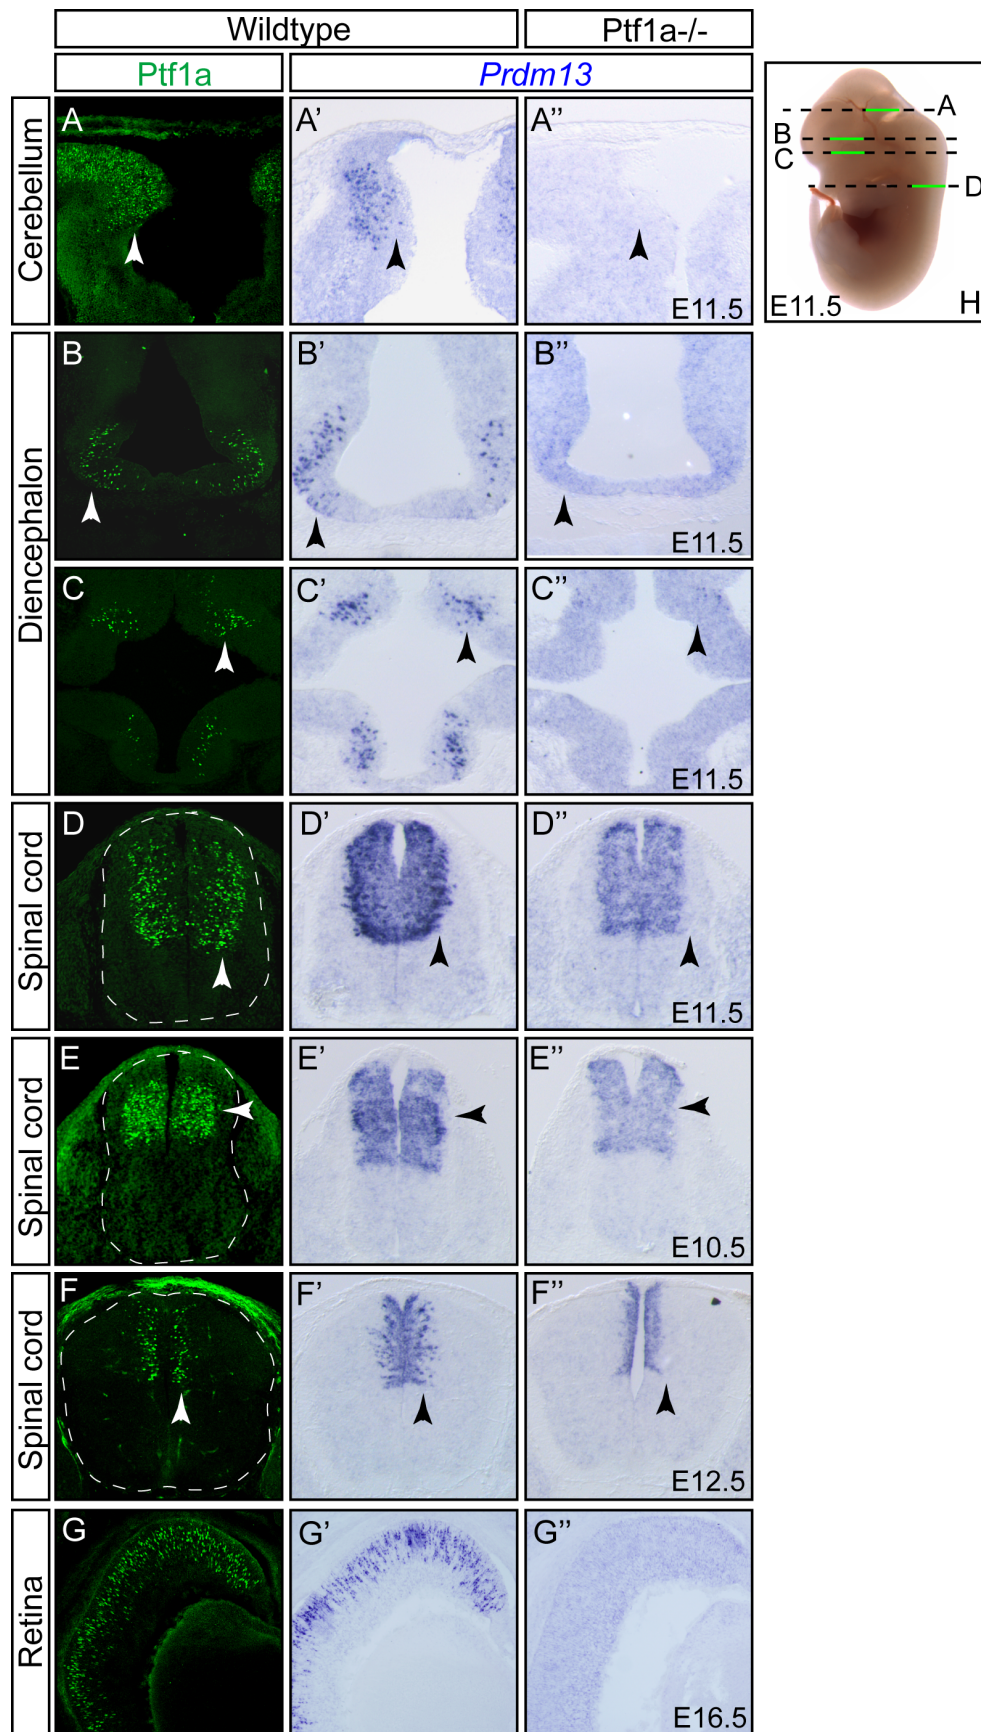 Wildtype
Ptf1a-/-
Ptf1a
Prdm13
Cerebellum
A
A'
A''
E11.5
A
B
C
D
E11.5
H
Diencephalon
B
B'
B''
E11.5
C
C'
C''
E11.5
Spinal cord
D
D'
D''
E11.5
Spinal cord
E
E'
E''
E10.5
Spinal cord
F
F'
F''
E12.5
Retina
G
G'
G''
E16.5